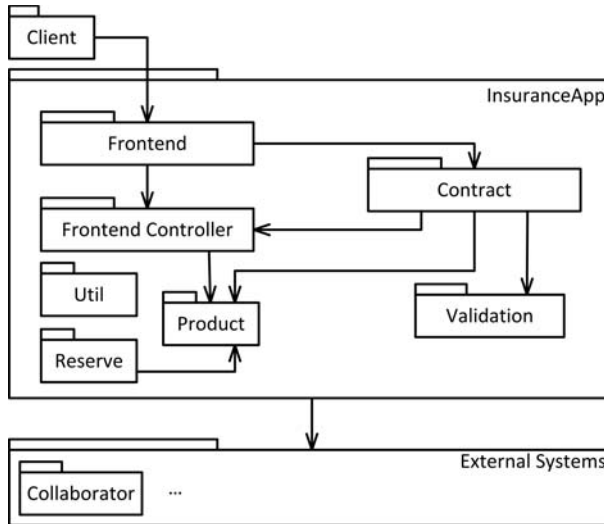 Client
InsuranceApp
Frontend
Contract
Frontend Controller
Util
Product
Validation
Reserve
External Systems
Collaborator
...